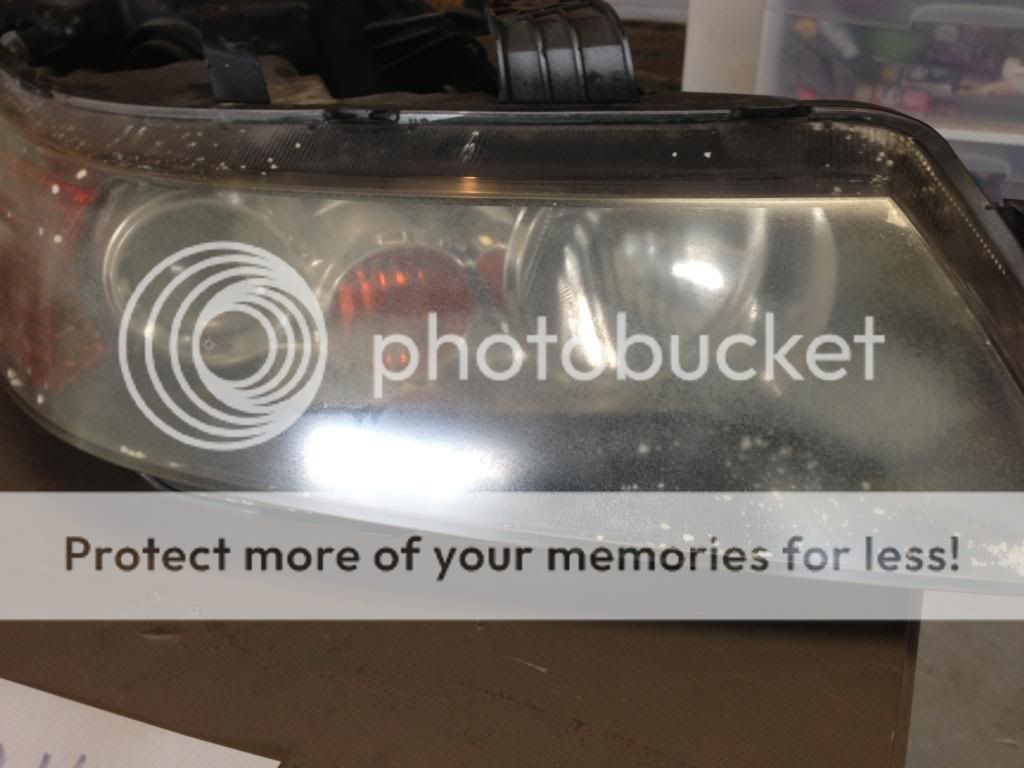 photobucket
Protect more of your memories for less!